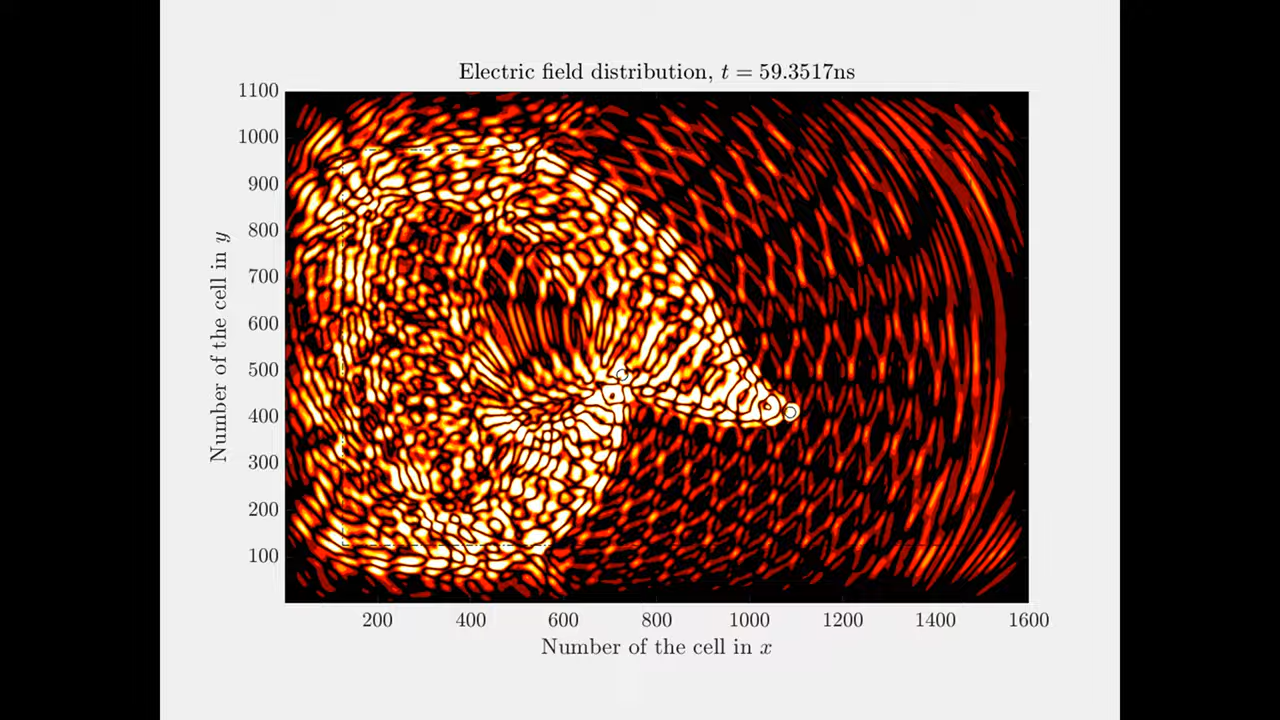 Electric field distribution, t = 59.3517ns
1100
1000
900
800
700
600
500
400
300
200
100
Number of the cell in y
200 400 600 800 1000 1200 1400 1600
Number of the cell in x